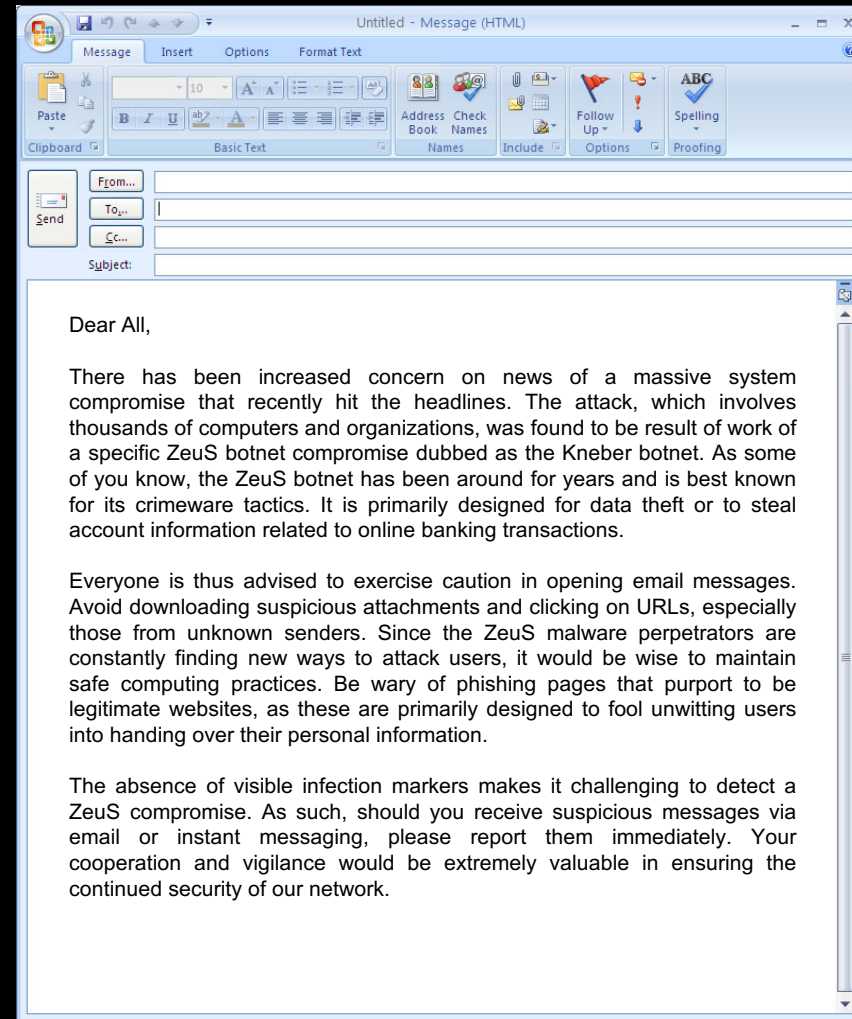 Untitled - Message (HTML)
Message Insert Options Format Text
10 A A
Paste B I U ab A Address Book Check Names Follow Up ABC Spelling
Clipboard Basic Text Names Include Options Proofing
From...
Send To...
Cc...
Subject:
Dear All,
There has been increased concern on news of a massive system
compromise that recently hit the headlines. The attack, which involves
thousands of computers and organizations, was found to be result of work of
a specific ZeuS botnet compromise dubbed as the Kneber botnet. As some
of you know, the ZeuS botnet has been around for years and is best known
for its crimeware tactics. It is primarily designed for data theft or to steal
account information related to online banking transactions.
Everyone is thus advised to exercise caution in opening email messages.
Avoid downloading suspicious attachments and clicking on URLs, especially
those from unknown senders. Since the ZeuS malware perpetrators are
constantly finding new ways to attack users, it would be wise to maintain
safe computing practices. Be wary of phishing pages that purport to be
legitimate websites, as these are primarily designed to fool unwitting users
into handing over their personal information.
The absence of visible infection markers makes it challenging to detect a
ZeuS compromise. As such, should you receive suspicious messages via
email or instant messaging, please report them immediately. Your
cooperation and vigilance would be extremely valuable in ensuring the
continued security of our network.